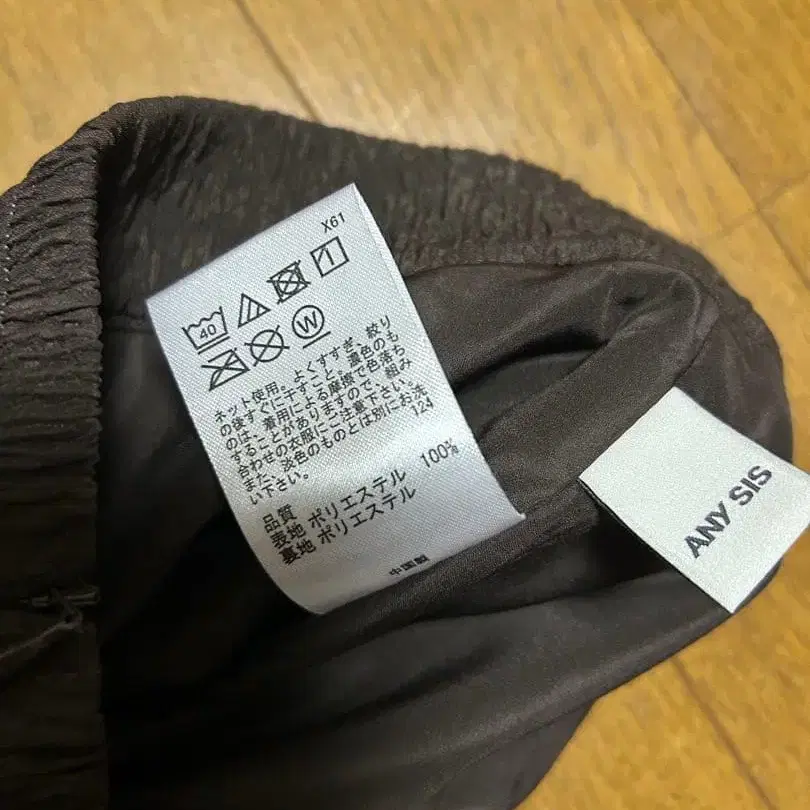 X61
40
W
ネット使用。よくすすぎ、絞り
の後すぐに干すこと。濃色のも
のは、着用による摩擦で色落ち
することがありますので、組み
合わせの衣服にご注意下さい。
また、淡色のものとは別にお洗
い下さい。
124
品質
表地 ポリエステル 100%
裏地 ポリエステル
中国製
ANY SIS